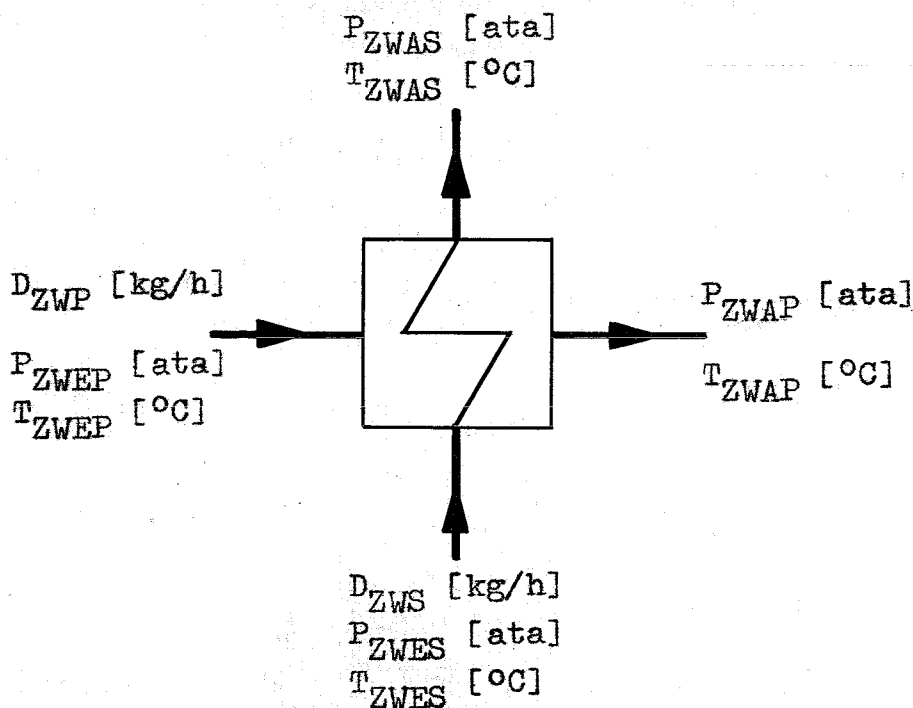 P_ZWAS [ata]
T_ZWAS [°C]
D_ZWP [kg/h]
P_ZWEP [ata]
T_ZWEP [°C]
P_ZWAP [ata]
T_ZWAP [°C]
D_ZWS [kg/h]
P_ZWES [ata]
T_ZWES [°C]